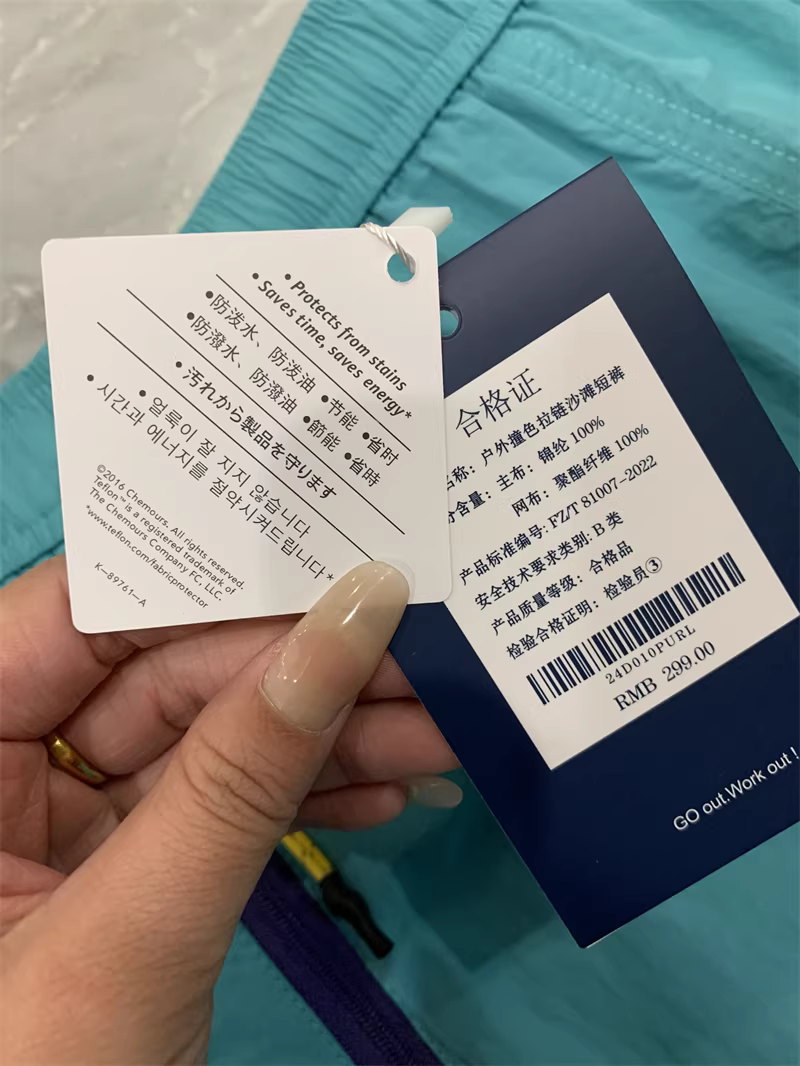 • Protects from stains
• Saves time, saves energy*
•防泼水、防泼油 •节能 •省时
•防潑水、防潑油 •節能 •省時
• 汚れから製品を守ります
• 얼룩이 잘 지지 않습니다
• 시간과 에너지를 절약시켜드립니다*
©2016 Chemours. All rights reserved.
Teflon™ is a registered trademark of
The Chemours Company FC, LLC.
*www.teflon.com/fabricprotector
K-89761-A
合格证
名称: 户外撞色拉链沙滩短裤
分含量: 主布: 锦纶 100%
网布: 聚酯纤维 100%
产品标准编号: FZ/T 81007-2022
安全技术要求类别: B 类
产品质量等级: 合格品
检验合格证明: 检验员③
24D010PURL
RMB 299.00
GO out.Work out !